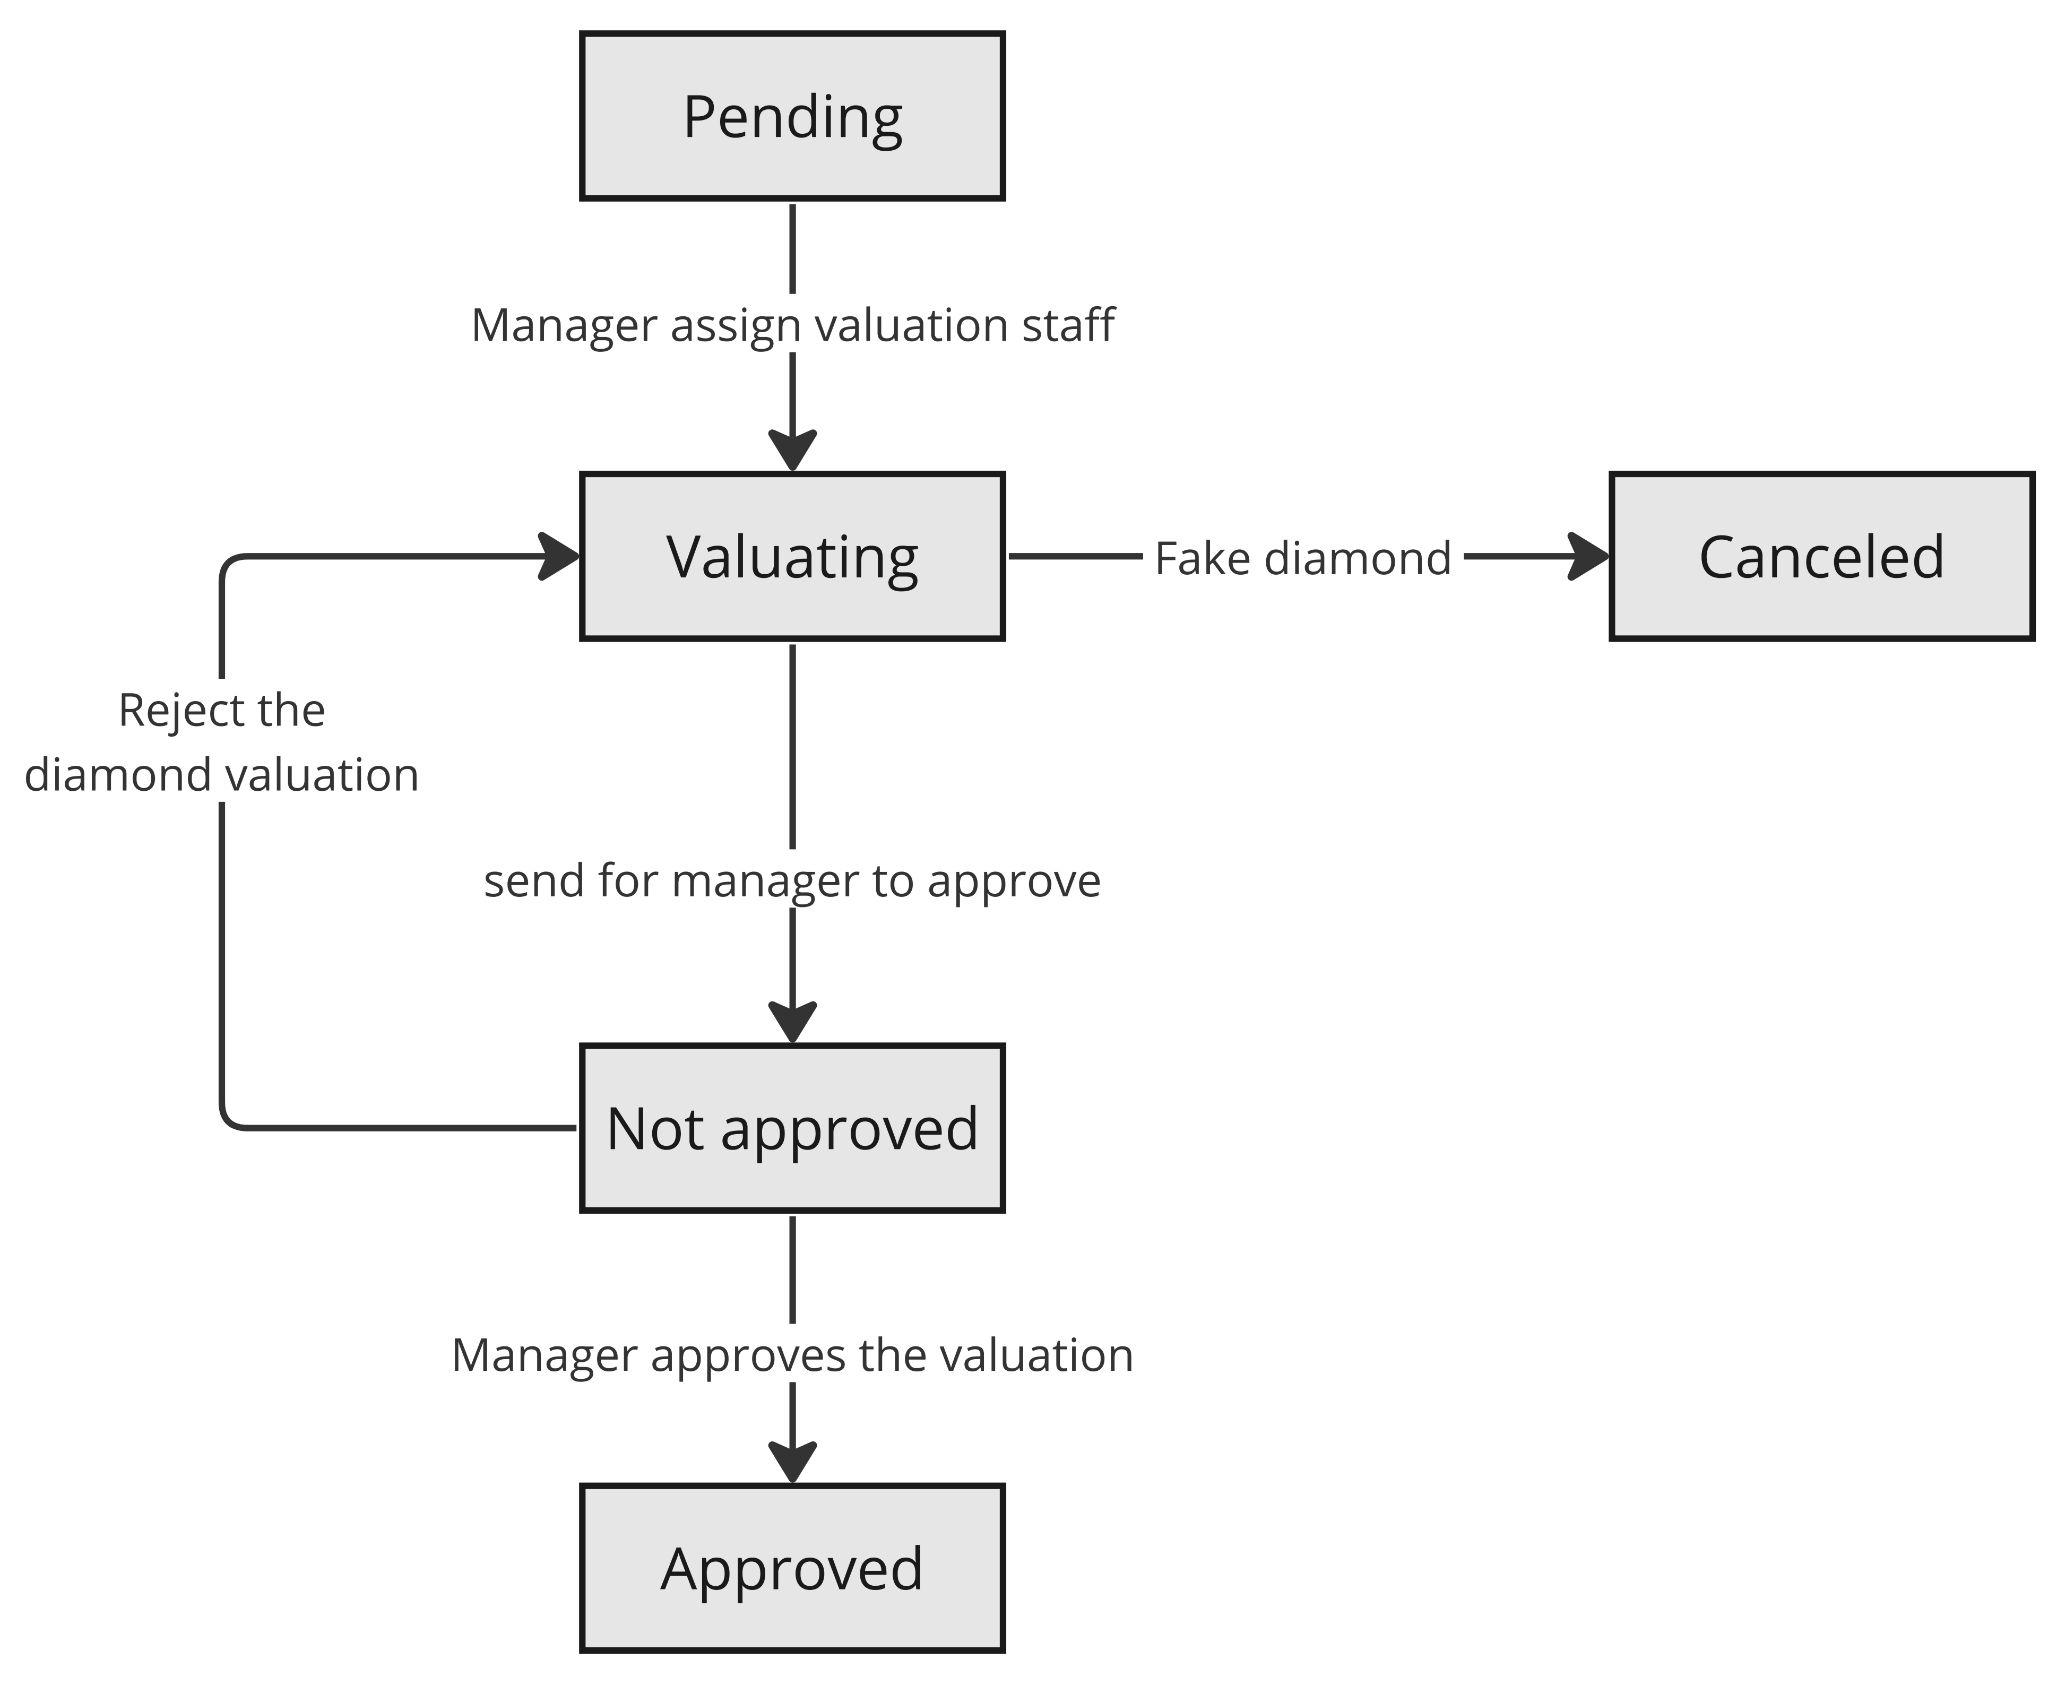 Pending
Manager assign valuation staff
Valuating
Fake diamond
Canceled
Reject the
diamond valuation
send for manager to approve
Not approved
Manager approves the valuation
Approved